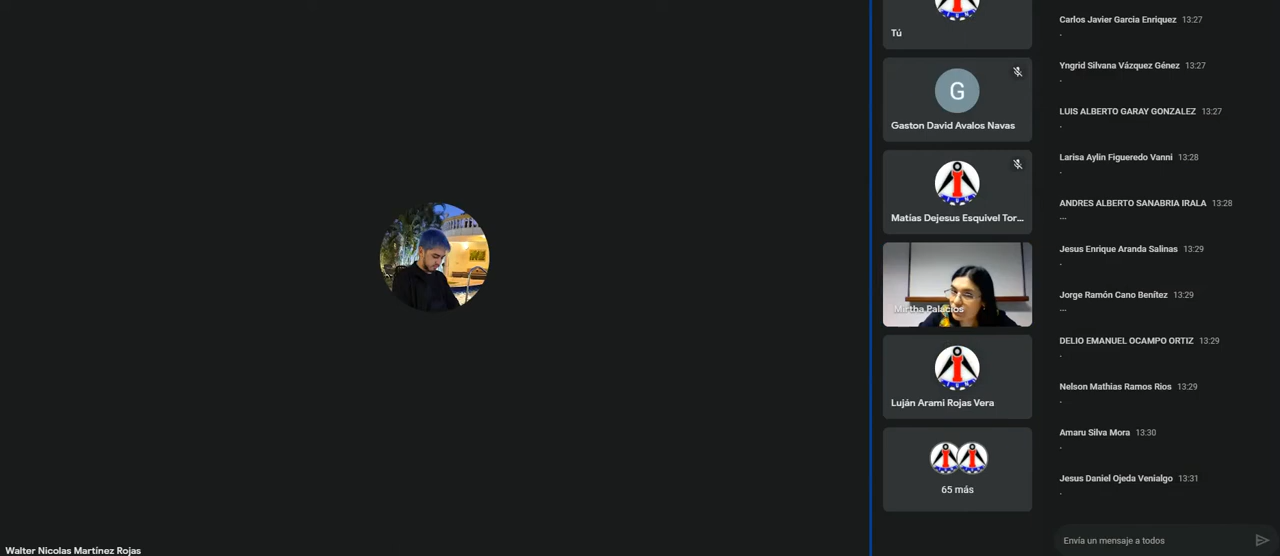 Tú
G
Gaston David Avalos Navas
Matias Dejesus Esquivel Tor...
Mirtha Palacios
Luján Arami Rojas Vera
65 más
Walter Nicolas Martínez Rojas
Carlos Javier Garcia Enriquez 13:27
.
Yngrid Silvana Vázquez Génez 13:27
.
LUIS ALBERTO GARAY GONZALEZ 13:27
.
Larisa Aylin Figueredo Vanni 13:28
.
ANDRES ALBERTO SANABRIA IRALA 13:28
...
Jesus Enrique Aranda Salinas 13:29
.
Jorge Ramón Cano Benítez 13:29
...
DELIO EMANUEL OCAMPO ORTIZ 13:29
.
Nelson Mathias Ramos Rios 13:29
.
Amaru Silva Mora 13:30
.
Jesus Daniel Ojeda Venialgo 13:31
.
Envía un mensaje a todos